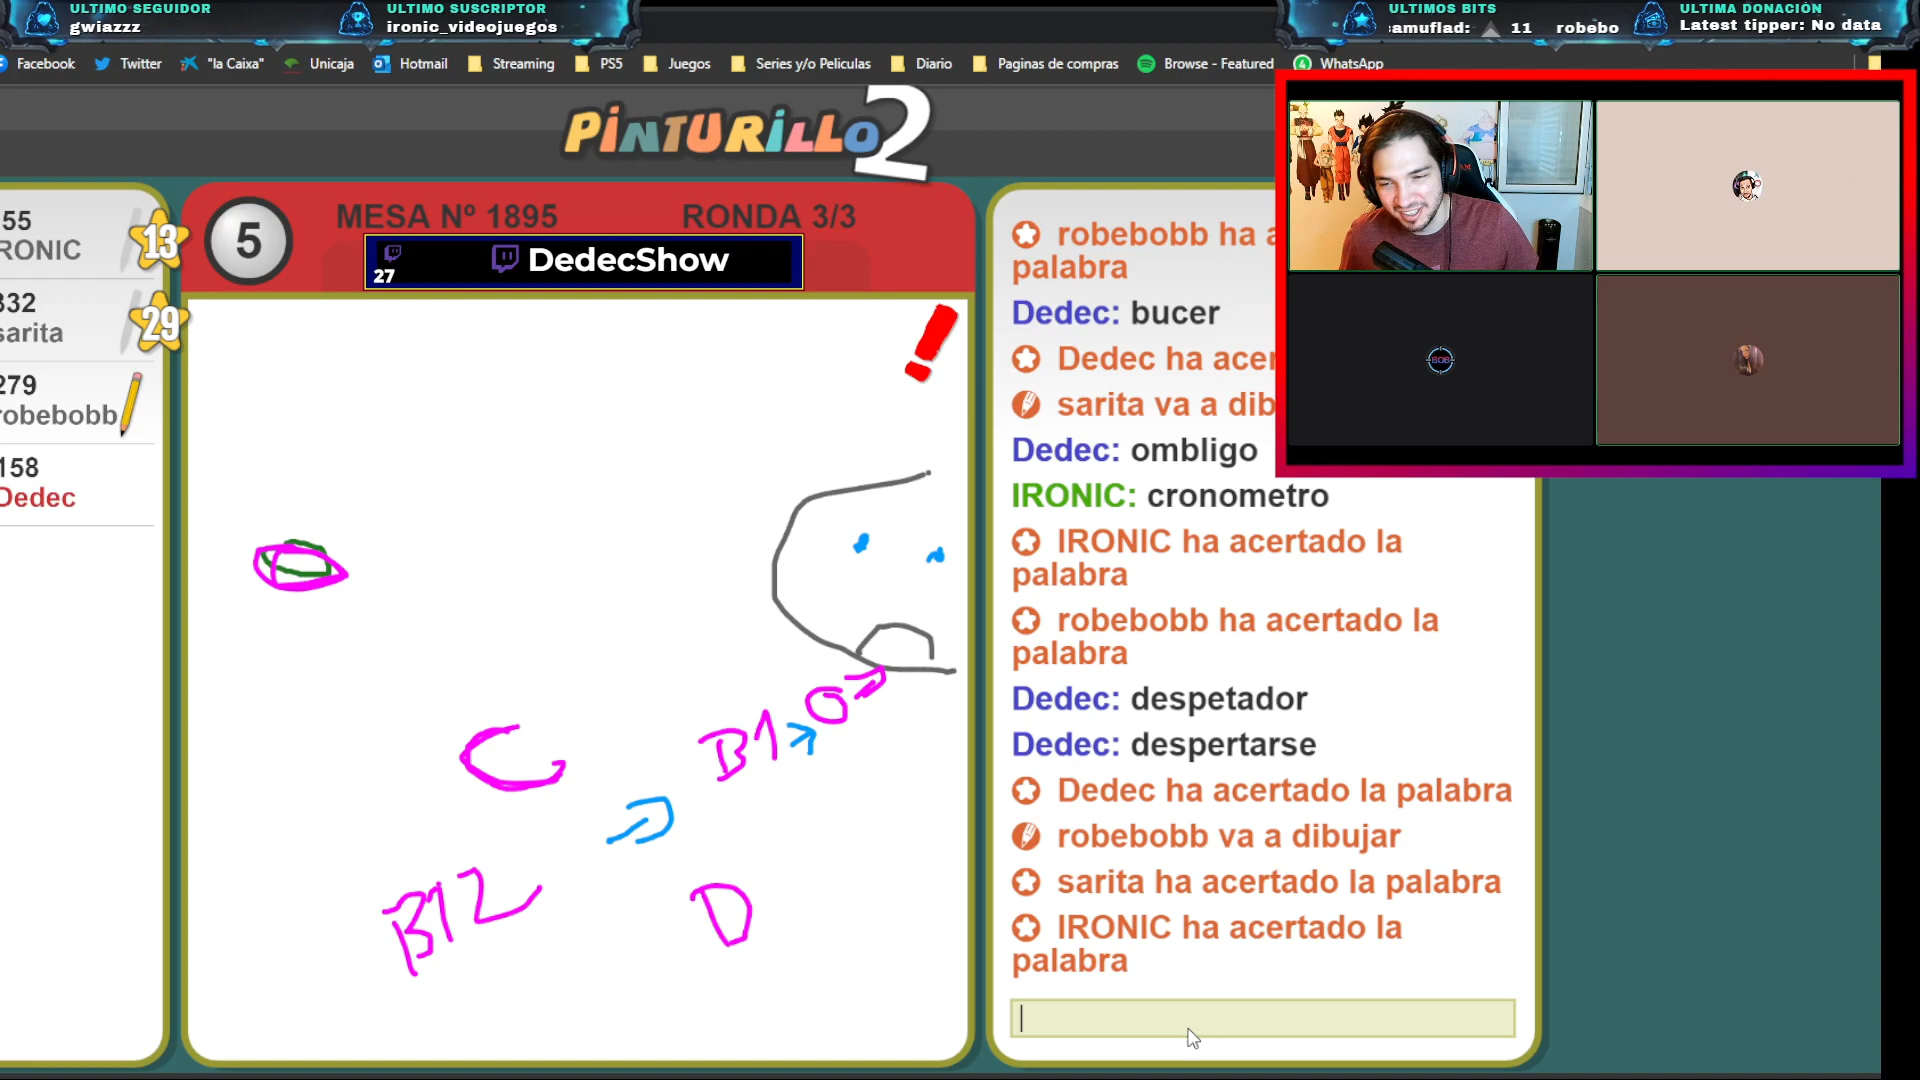 ULTIMO SEGUIDOR
gwiazzz
ULTIMO SUSCRIPTOR
ironic_videojuegos
ULTIMOS BITS
amuflad: 11 robebo
ULTIMA DONACIÓN
Latest tipper: No data
Facebook Twitter "la Caixa" Unicaja Hotmail Streaming PS5 Juegos Series y/o Peliculas Diario Paginas de compras Browse - Featured 4 WhatsApp
PINTURILLO 2
55
RONIC
13
332
sarita
29
279
robebobb
158
Dedec
5
MESA Nº 1895
RONDA 3/3
27
DedecShow
!
C
B1
O
B12
D
robebobb ha a
palabra
Dedec: bucer
Dedec ha acer
sarita va a dib
Dedec: ombligo
IRONIC: cronometro
IRONIC ha acertado la
palabra
robebobb ha acertado la
palabra
Dedec: despetador
Dedec: despertarse
Dedec ha acertado la palabra
robebobb va a dibujar
sarita ha acertado la palabra
IRONIC ha acertado la
palabra
BOB